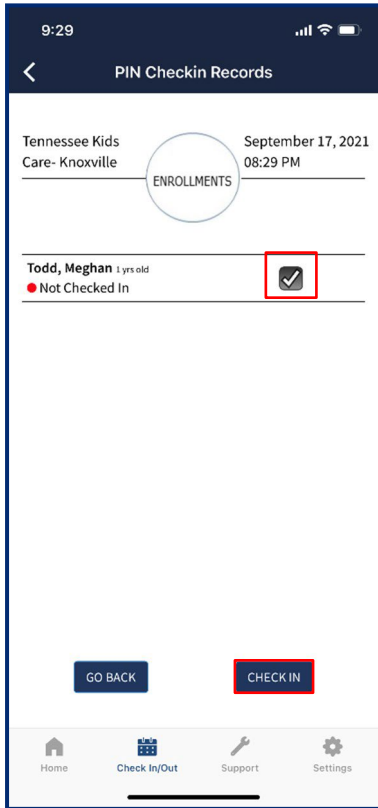 9:29
PIN Checkin Records
Tennessee Kids
Care- Knoxville
ENROLLMENTS
September 17, 2021
08:29 PM
Todd, Meghan 1 yrs old
Not Checked In
GO BACK
CHECK IN
Home
Check In/Out
Support
Settings